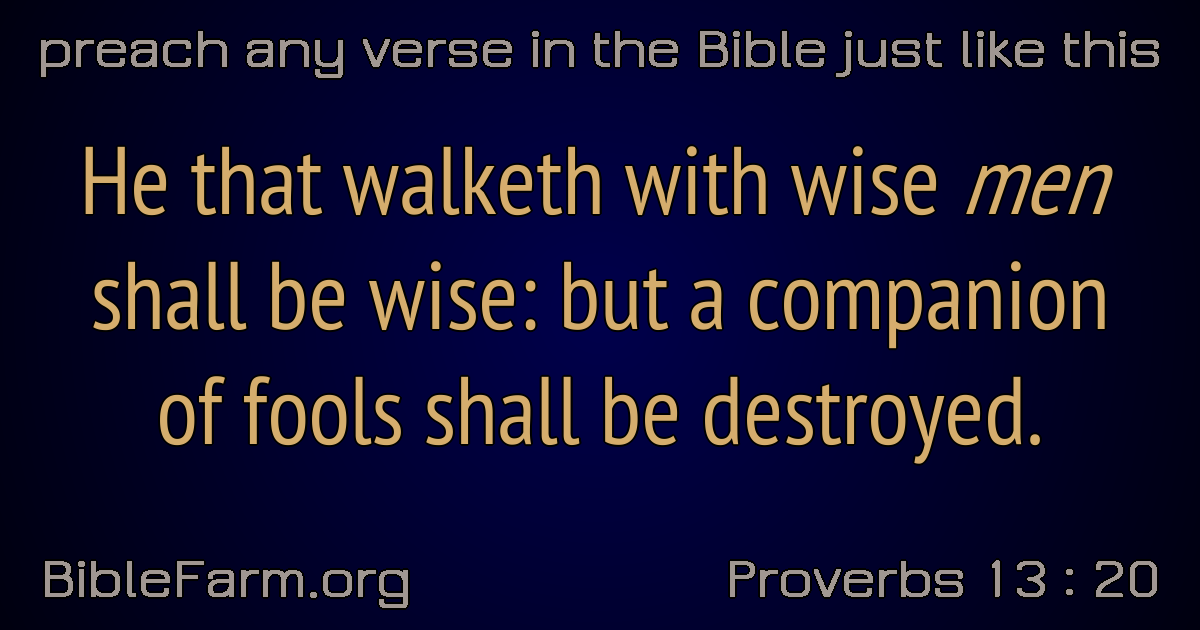 preach any verse in the Bible just like this
He that walketh with wise men
shall be wise: but a companion
of fools shall be destroyed.
BibleFarm.org
Proverbs 13 : 20